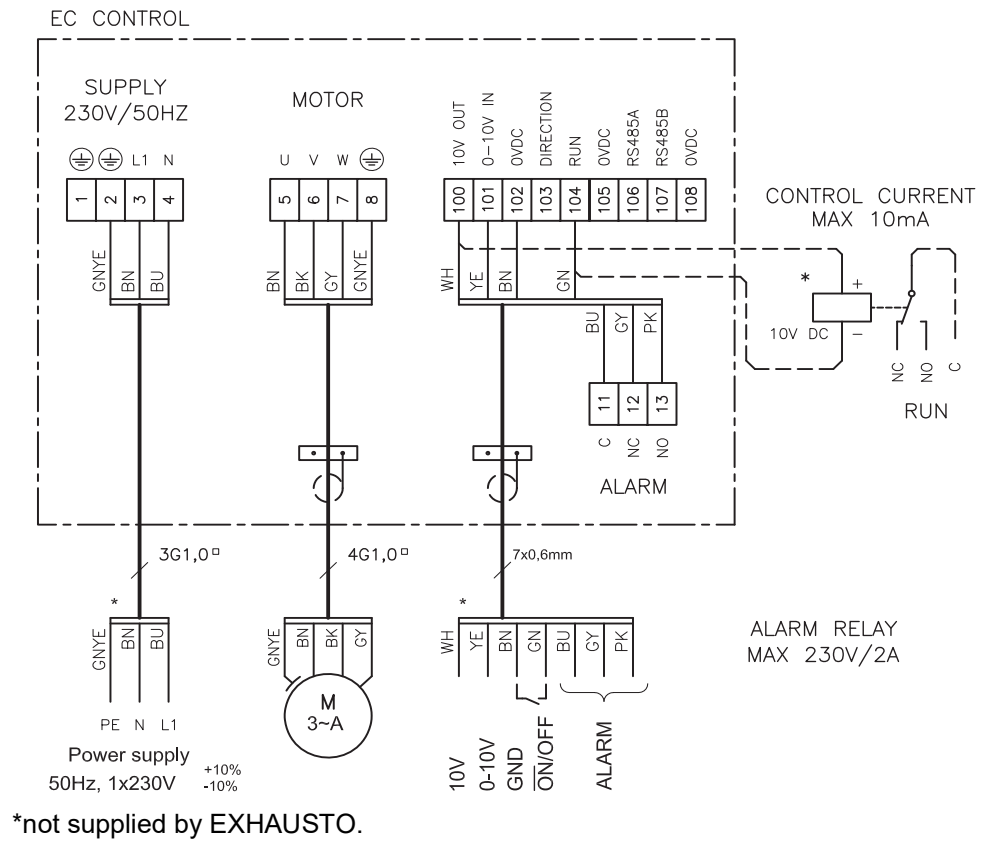 EC CONTROL
SUPPLY
230V/50HZ
MOTOR
10V OUT
0-10V IN
0VDC
DIRECTION
RUN
0VDC
RS485A
RS485B
0VDC
L1 N
U V W
1 2 3 4
5 6 7 8
100 101 102 103 104 105 106 107 108
CONTROL CURRENT
MAX 10mA
GNYE BN BU
BN BK GY GNYE
WH YE BN GN
*
+
10V DC
-
NC NO C
RUN
BU GY PK
11 12 13
C NC NO
ALARM
3G1,0
4G1,0
7x0,6mm
*
*
GNYE BN BU
GNYE BN BK GY
WH YE BN GN BU GY PK
ALARM RELAY
MAX 230V/2A
M
3~A
PE N L1
10V
0-10V
GND
ON/OFF
ALARM
Power supply
50Hz, 1x230V +10%
-10%
*not supplied by EXHAUSTO.